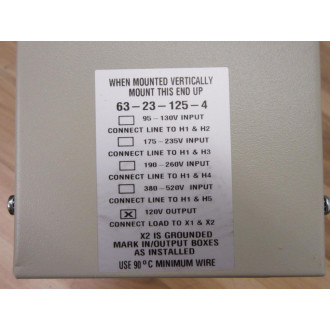 WHEN MOUNTED VERTICALLY
MOUNT THIS END UP
63-23-125-4
95-130V INPUT
CONNECT LINE TO H1 & H2
175-235V INPUT
CONNECT LINE TO H1 & H3
190-260V INPUT
CONNECT LINE TO H1 & H4
380-520V INPUT
CONNECT LINE TO H1 & H5
X 120V OUTPUT
CONNECT LOAD TO X1 & X2
X2 IS GROUNDED
MARK IN/OUTPUT BOXES
AS INSTALLED
USE 90°C MINIMUM WIRE